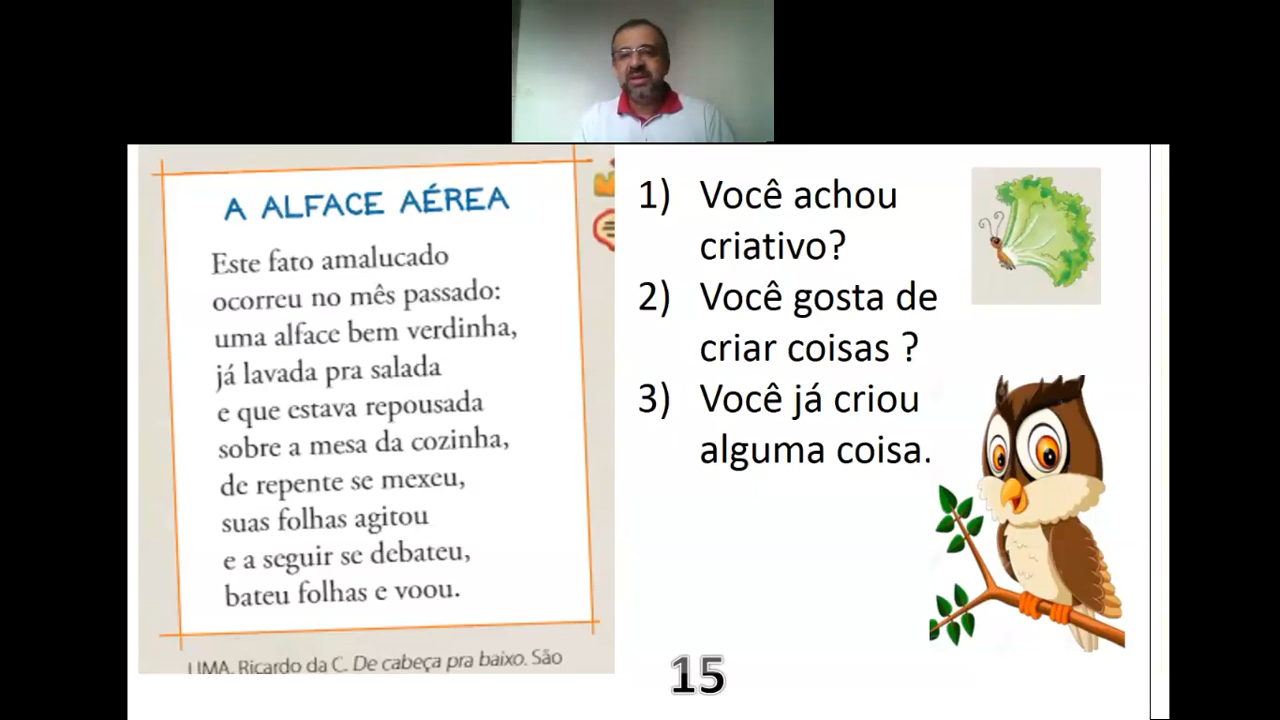 A ALFACE AÉREA
Este fato amalucado
ocorreu no mês passado:
uma alface bem verdinha,
já lavada pra salada
e que estava repousada
sobre a mesa da cozinha,
de repente se mexeu,
suas folhas agitou
e a seguir se debateu,
bateu folhas e voou.
LIMA, Ricardo da C. De cabeça pra baixo. São
1) Você achou
criativo?
2) Você gosta de
criar coisas ?
3) Você já criou
alguma coisa.
15